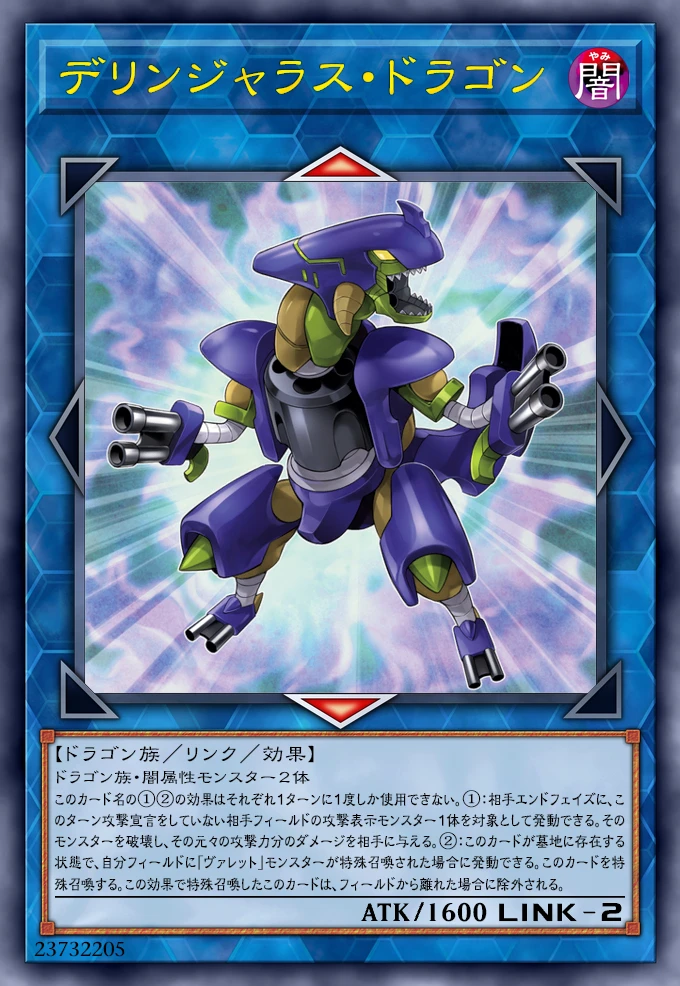 デリンジャラス・ドラゴン
やみ
闇
【ドラゴン族／リンク／効果】
ドラゴン族・闇属性モンスター２体
このカード名の①②の効果はそれぞれ1ターンに1度しか使用できない。①：相手エンドフェイズに、こ
のターン攻撃宣言をしていない相手フィールドの攻撃表示モンスター1体を対象として発動できる。その
モンスターを破壊し、その元々の攻撃力分のダメージを相手に与える。②：このカードが墓地に存在する
状態で、自分フィールドに「ヴァレット」モンスターが特殊召喚された場合に発動できる。このカードを特
殊召喚する。この効果で特殊召喚したこのカードは、フィールドから離れた場合に除外される。
ATK/1600 LINK-2
23732205